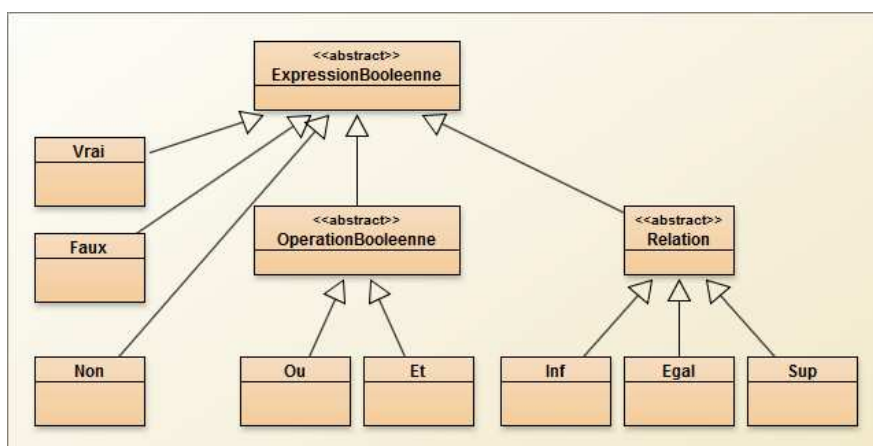 <<abstract>>
ExpressionBooleenne
Vrai
<<abstract>>
OperationBooleenne
<<abstract>>
Relation
Faux
Non
Ou
Et
Inf
Egal
Sup